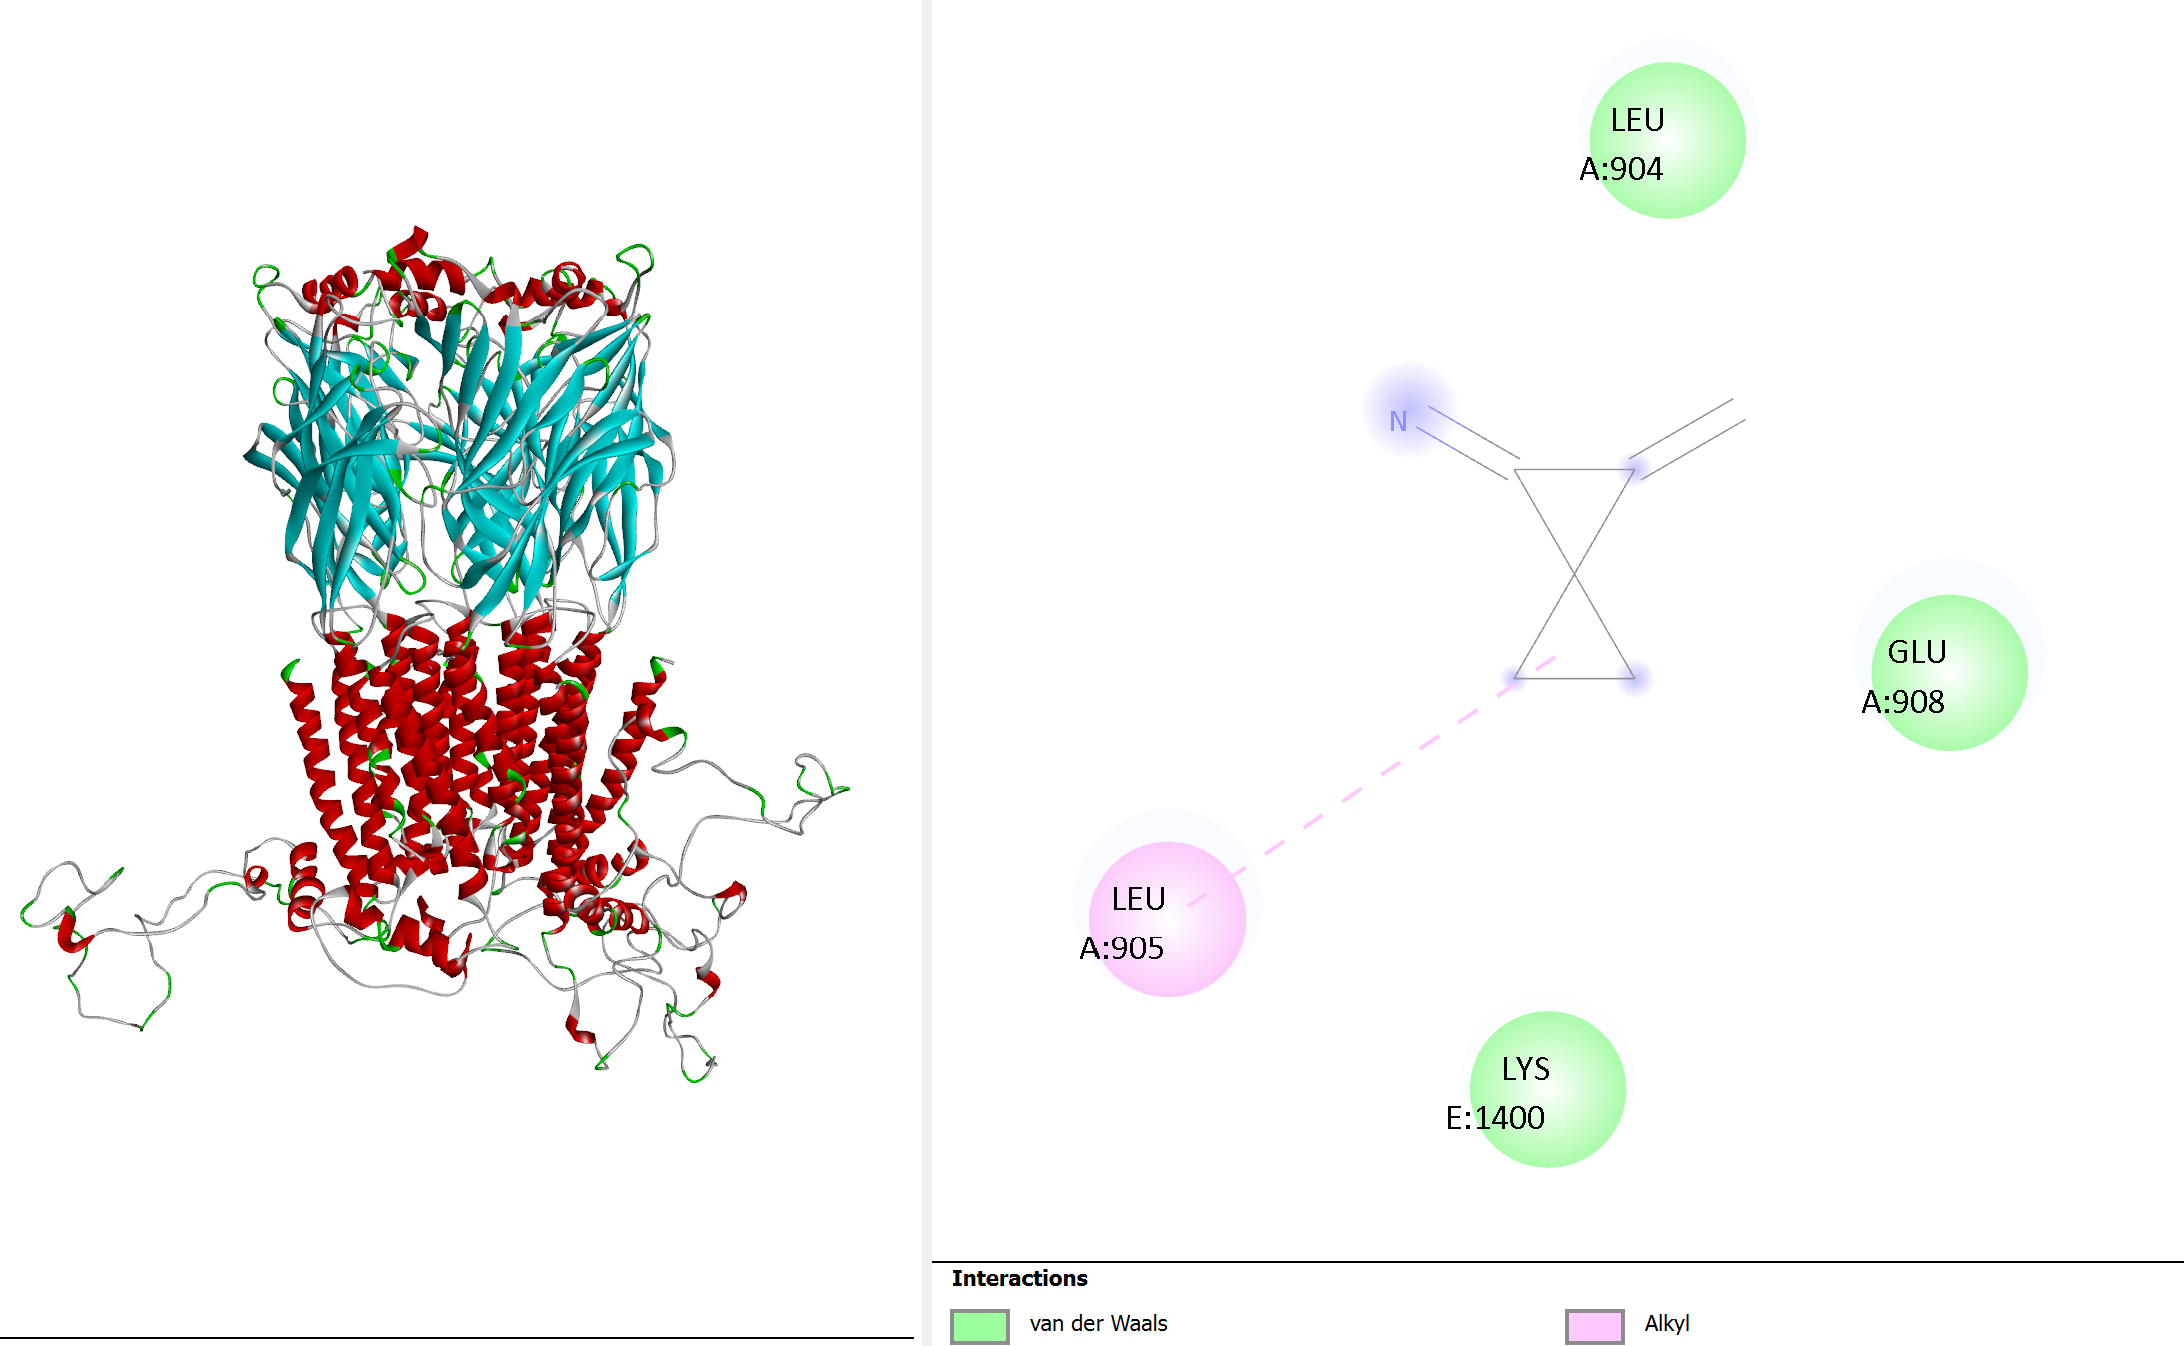 LEU
A:904
N
GLU
A:908
LEU
A:905
LYS
E:1400
Interactions
van der Waals
Alkyl